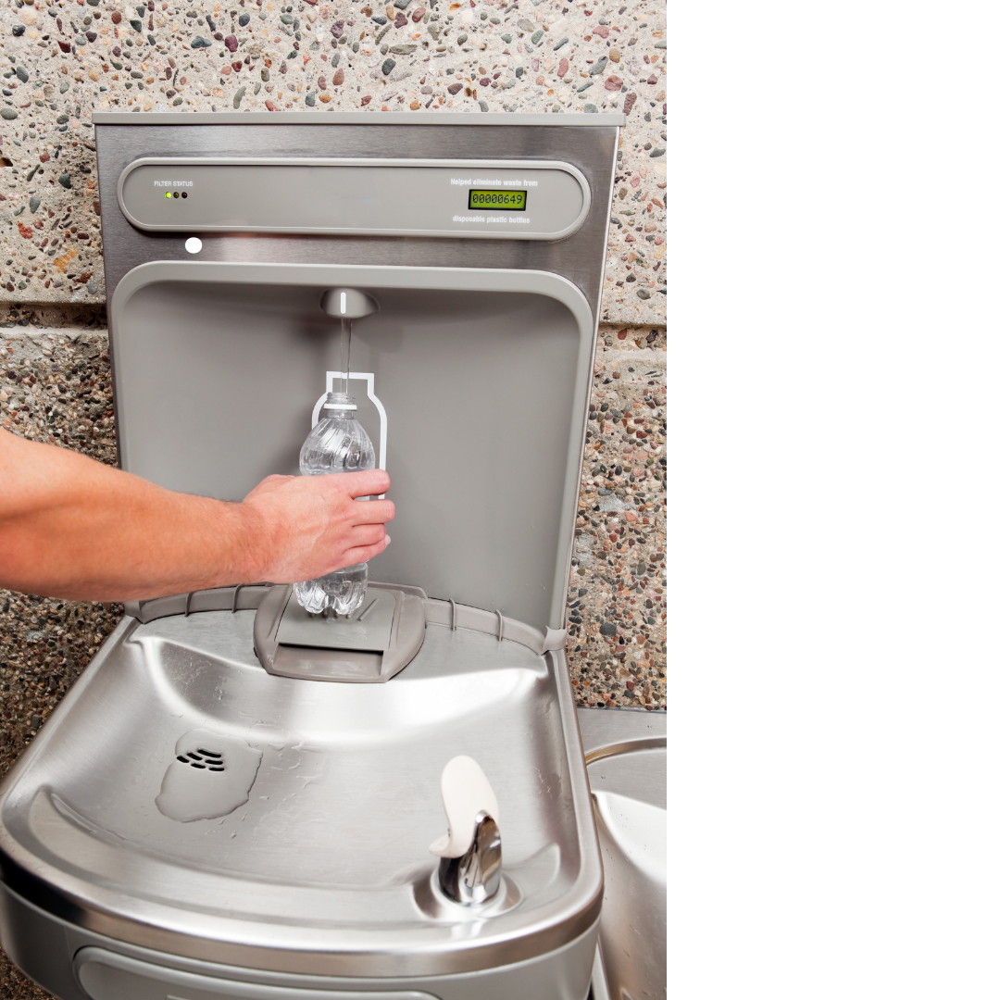 FILTER STATUS
Helped eliminate waste from
00000649
disposable plastic bottles